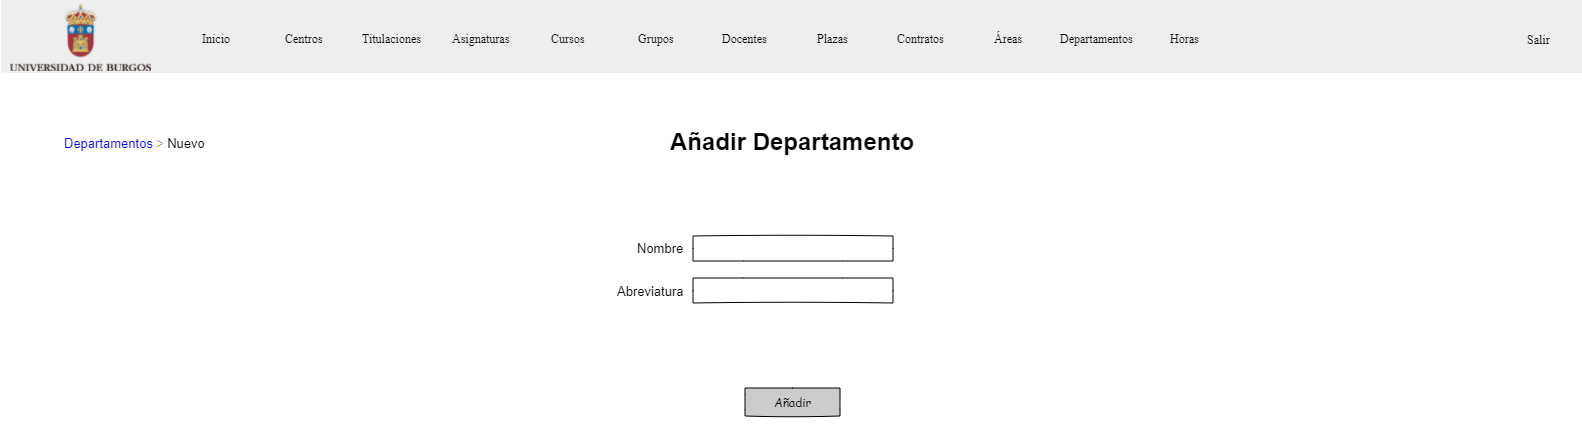 UNIVERSIDAD DE BURGOS
Inicio Centros Titulaciones Asignaturas Cursos Grupos Docentes Plazas Contratos Áreas Departamentos Horas Salir
Departamentos > Nuevo
Añadir Departamento
Nombre
Abreviatura
Añadir